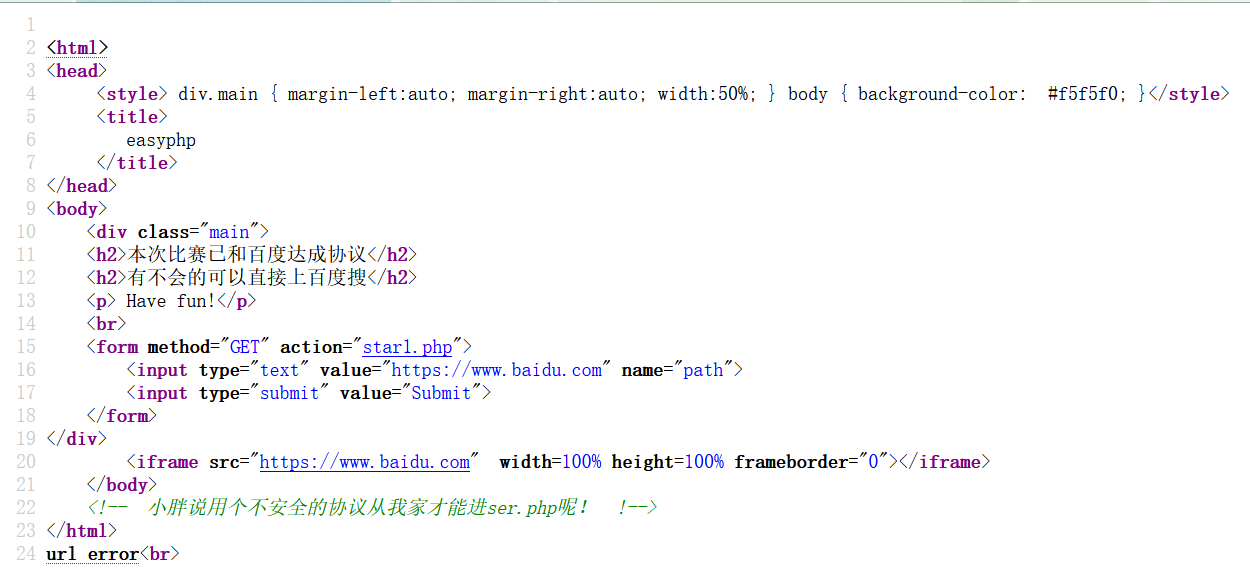 1
2 <html>
3 <head>
4 <style> div.main { margin-left:auto; margin-right:auto; width:50%; } body { background-color:  #f5f5f0; }</style>
5 <title>
6 easyphp
7 </title>
8 </head>
9 <body>
10 <div class="main">
11 <h2>本次比赛已和百度达成协议</h2>
12 <h2>有不会的可以直接上百度搜</h2>
13 <p> Have fun!</p>
14 <br>
15 <form method="GET" action="star1.php">
16 <input type="text" value="https://www.baidu.com" name="path">
17 <input type="submit" value="Submit">
18 </form>
19 </div>
20 <iframe src="https://www.baidu.com"  width=100% height=100% frameborder="0"></iframe>
21 </body>
22 <!--  小胖说用个不安全的协议从我家才能进ser.php呢！  !-->
23 </html>
24 url error<br>